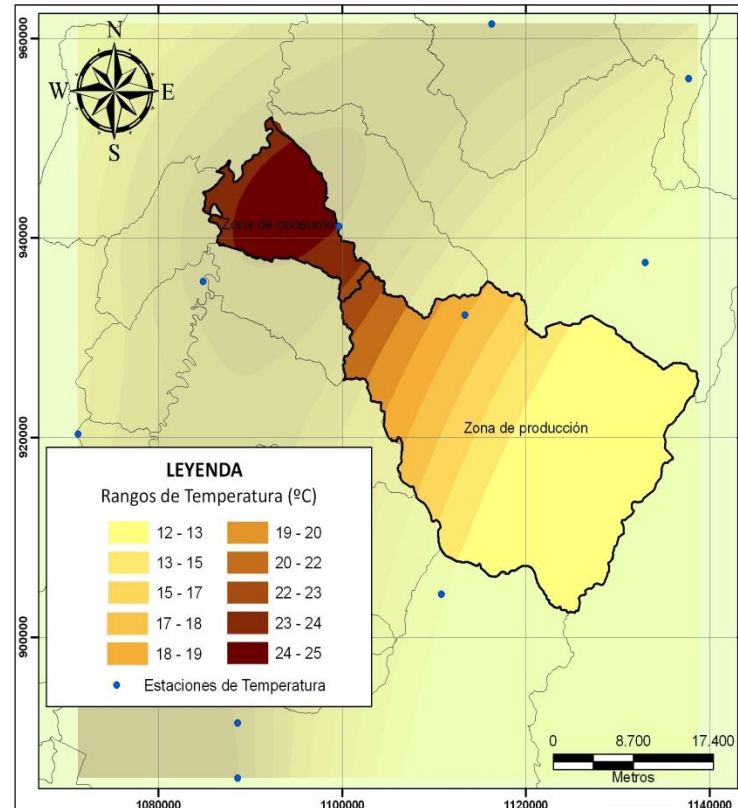 N
W E
S
960000
940000
920000
900000
Zona de consumo
Zona de producción
LEYENDA
Rangos de Temperatura (ºC)
12 - 13
13 - 15
15 - 17
17 - 18
18 - 19
19 - 20
20 - 22
22 - 23
23 - 24
24 - 25
Estaciones de Temperatura
0 8.700 17.400
Metros
1080000 1100000 1120000 1140000